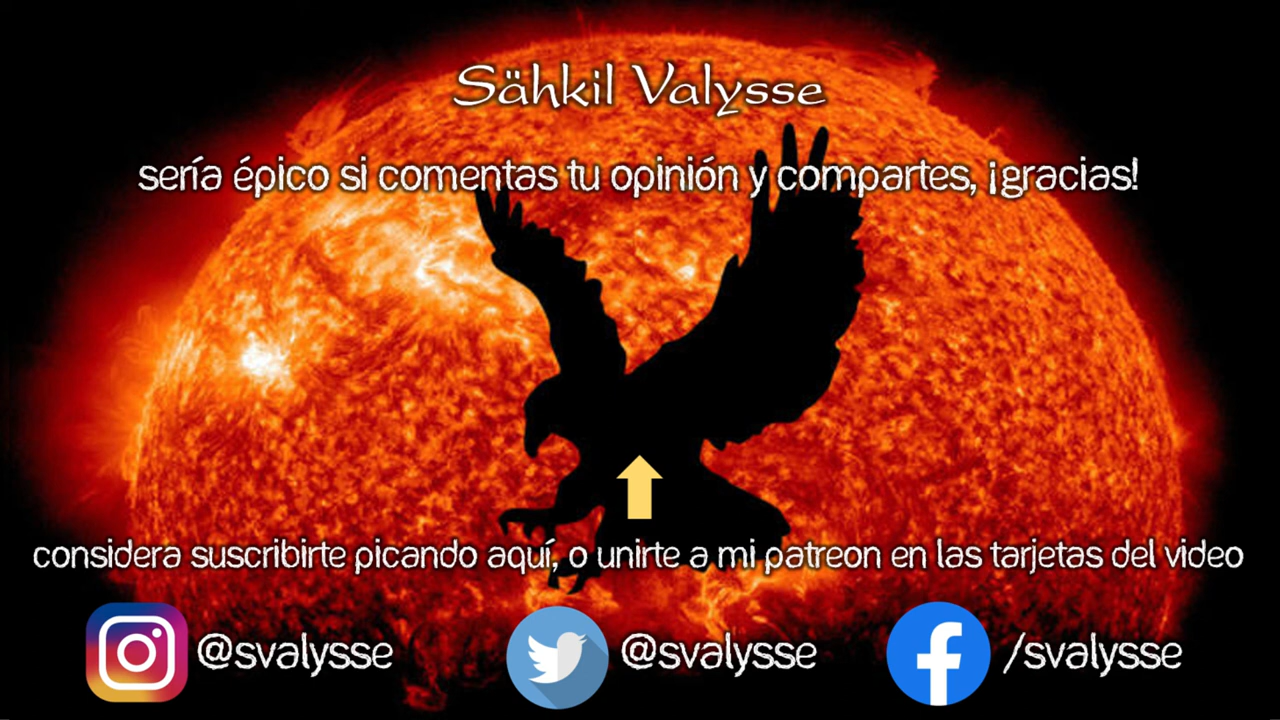 Sähkil Valysse
sería épico si comentas tu opinión y compartes, ¡gracias!
considera suscribirte picando aquí, o unirte a mi patreon en las tarjetas del video
@svalysse @svalysse /svalysse